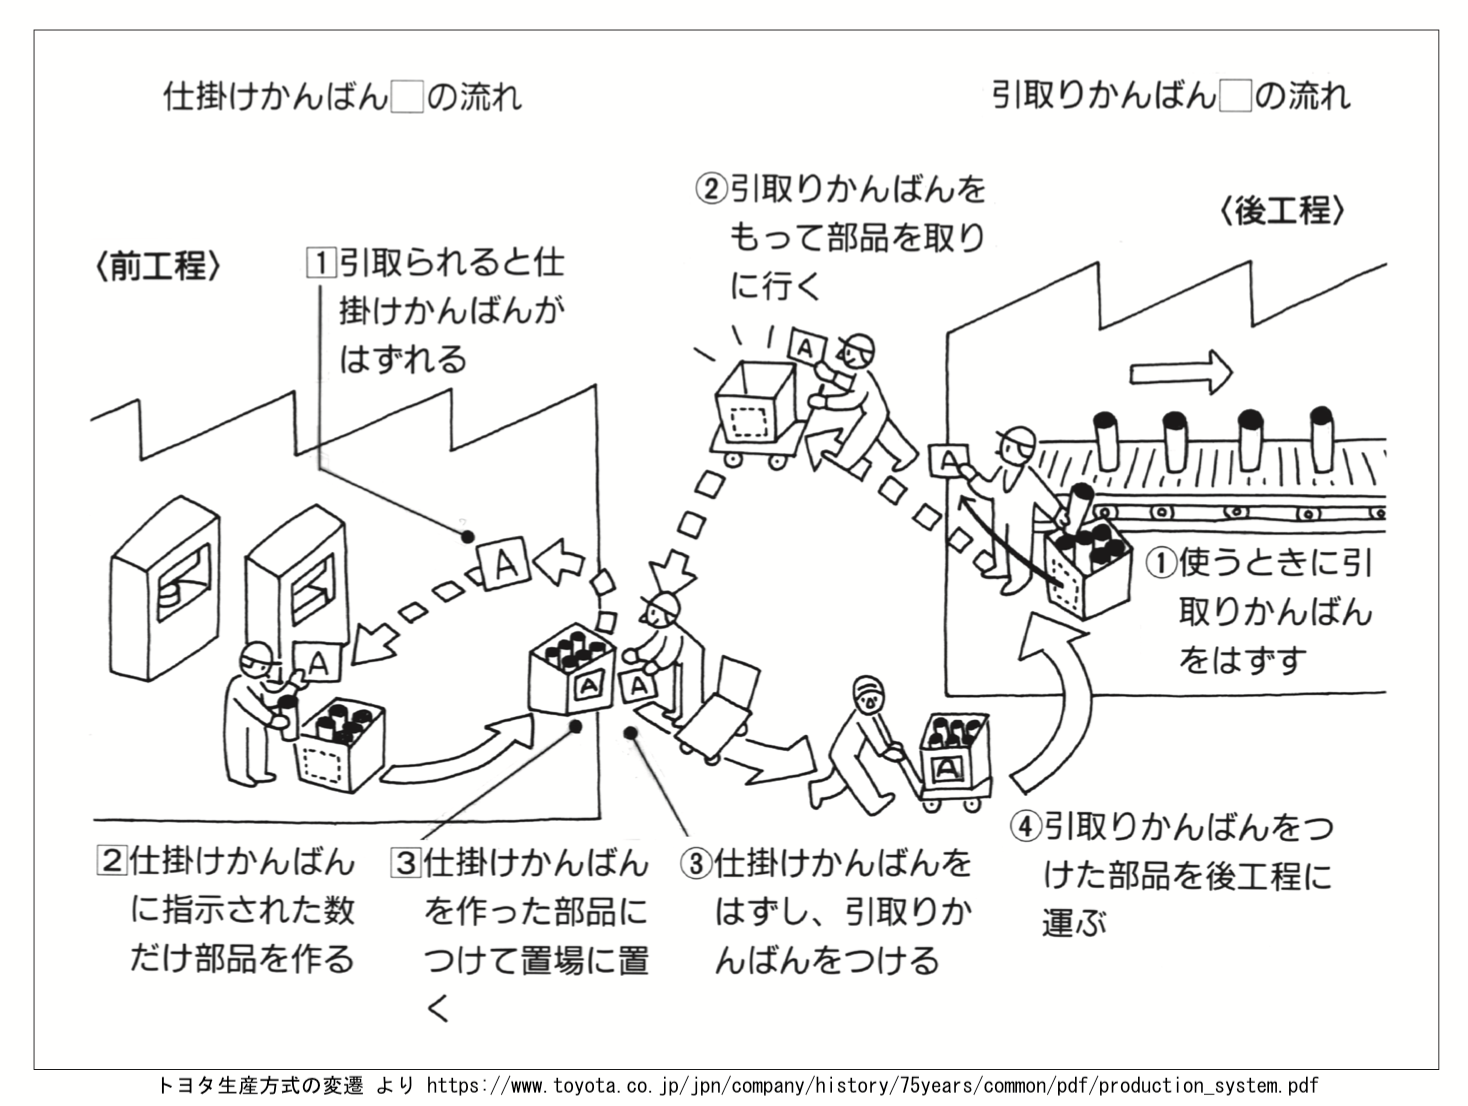 仕掛けかんばん□の流れ
引取りかんばん□の流れ
〈前工程〉
1引取られると仕
掛けかんばんが
はずれる
②引取りかんばんを
もって部品を取り
に行く
〈後工程〉
A
A
A
A
A
A
A
①使うときに引
取りかんばん
をはずす
2仕掛けかんばん
に指示された数
だけ部品を作る
3仕掛けかんばん
を作った部品に
つけて置場に置
く
③仕掛けかんばんを
はずし、引取りか
んばんをつける
④引取りかんばんをつ
けた部品を後工程に
運ぶ
トヨタ生産方式の変遷 より https://www.toyota.co.jp/jpn/company/history/75years/common/pdf/production_system.pdf